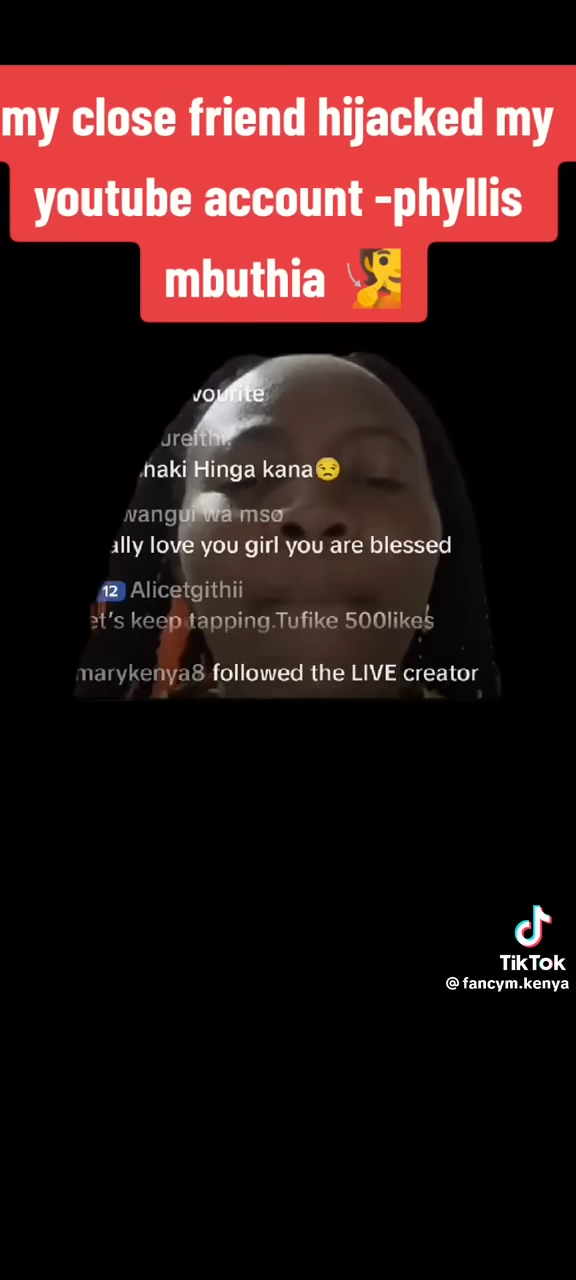 my close friend hijacked my
youtube account -phyllis
mbuthia
vourite
ureithi.
haki Hinga kana😒
wangui wa mso
ally love you girl you are blessed
12 Alicetgithii
et's keep tapping.Tufike 500likes
marykenya8 followed the LIVE creator
TikTok
@fancym.kenya